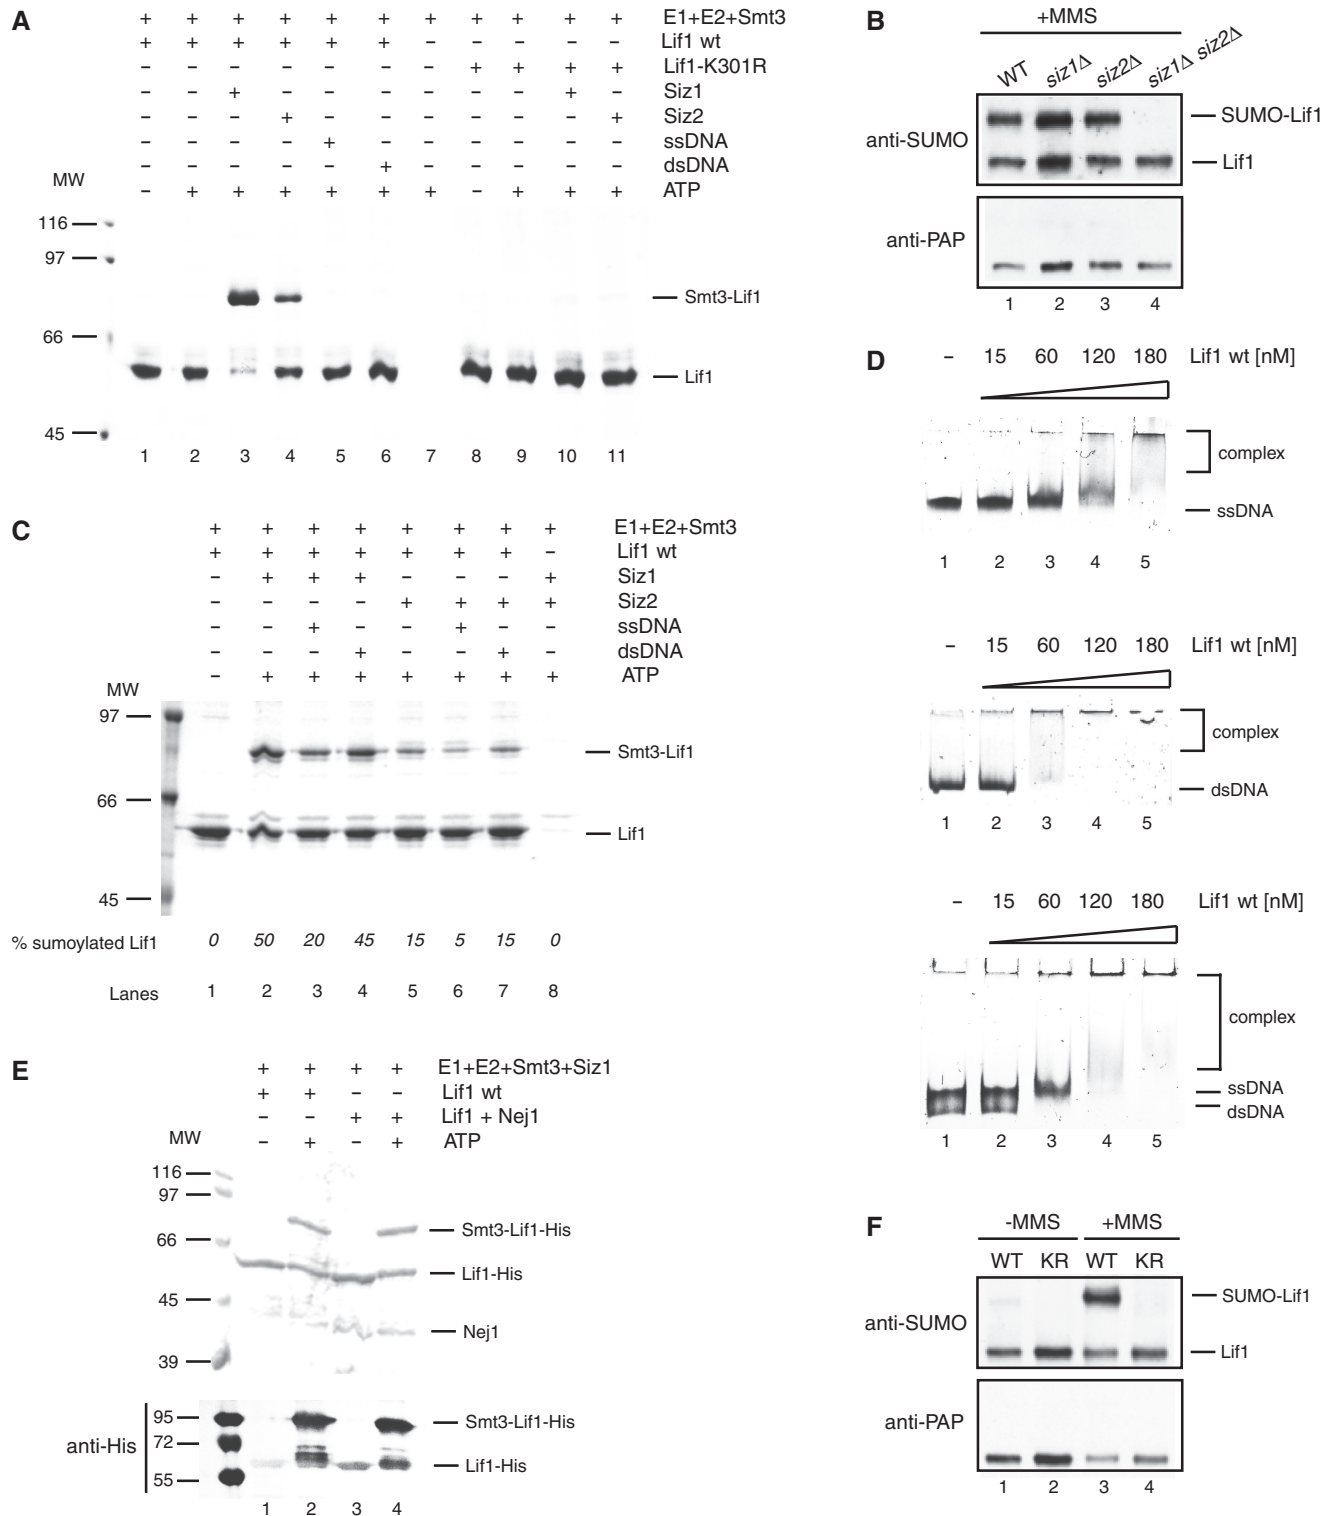 A
+ + + + + + + + + + + E1+E2+Smt3
+ + + + + + – – – – – Lif1 wt
– – – – – – – + + + + Lif1-K301R
– – + – – – – – – + – Siz1
– – – + – – – – – – + Siz2
– – – – + – – – – – – ssDNA
– – – – – + – – – – – dsDNA
– + + + + + + – + + + ATP
MW
116
97
66
45
Smt3-Lif1
Lif1
1 2 3 4 5 6 7 8 9 10 11
B
+MMS
WT siz1Δ siz2Δ siz1Δ siz2Δ
anti-SUMO
SUMO-Lif1
Lif1
anti-PAP
1 2 3 4
C
+ + + + + + + + E1+E2+Smt3
+ + + + + + + – Lif1 wt
– + + + – – – + Siz1
– – – – + + + + Siz2
– – + – – + – – ssDNA
– – – + – – + – dsDNA
– + + + + + + + ATP
MW
97
66
45
Smt3-Lif1
Lif1
% sumoylated Lif1 0 50 20 45 15 5 15 0
Lanes 1 2 3 4 5 6 7 8
D
– 15 60 120 180 Lif1 wt [nM]
complex
ssDNA
1 2 3 4 5
– 15 60 120 180 Lif1 wt [nM]
complex
dsDNA
1 2 3 4 5
– 15 60 120 180 Lif1 wt [nM]
complex
ssDNA
dsDNA
1 2 3 4 5
E
+ + + + E1+E2+Smt3+Siz1
+ + – – Lif1 wt
– – + + Lif1 + Nej1
– + – + ATP
MW
116
97
66
45
39
Smt3-Lif1-His
Lif1-His
Nej1
anti-His
95
72
55
Smt3-Lif1-His
Lif1-His
1 2 3 4
F
-MMS +MMS
WT KR WT KR
anti-SUMO
SUMO-Lif1
Lif1
anti-PAP
1 2 3 4